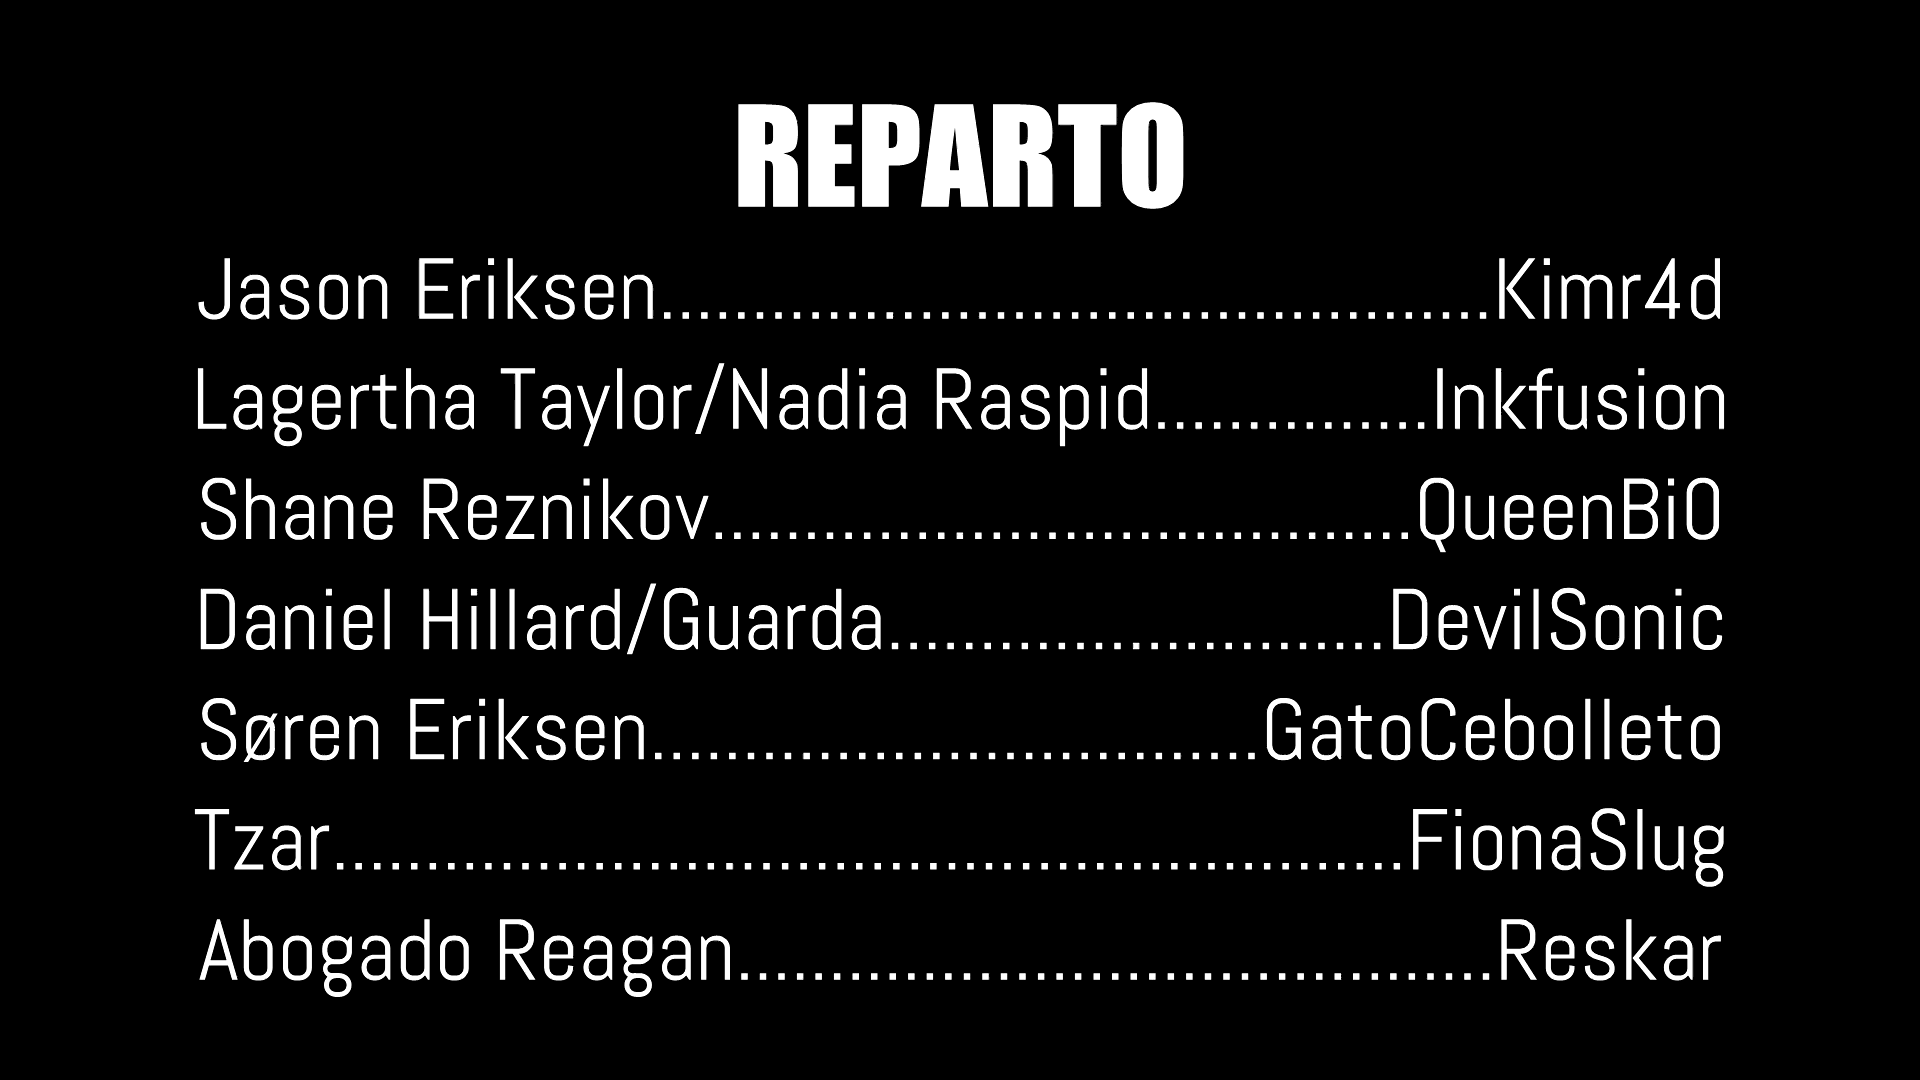 REPARTO
Jason Eriksen.............................................Kimr4d
Lagertha Taylor/Nadia Raspid...............Inkfusion
Shane Reznikov......................................QueenBiO
Daniel Hillard/Guarda...........................DevilSonic
Søren Eriksen.................................GatoCebolleto
Tzar..........................................................FionaSlug
Abogado Reagan.........................................Reskar